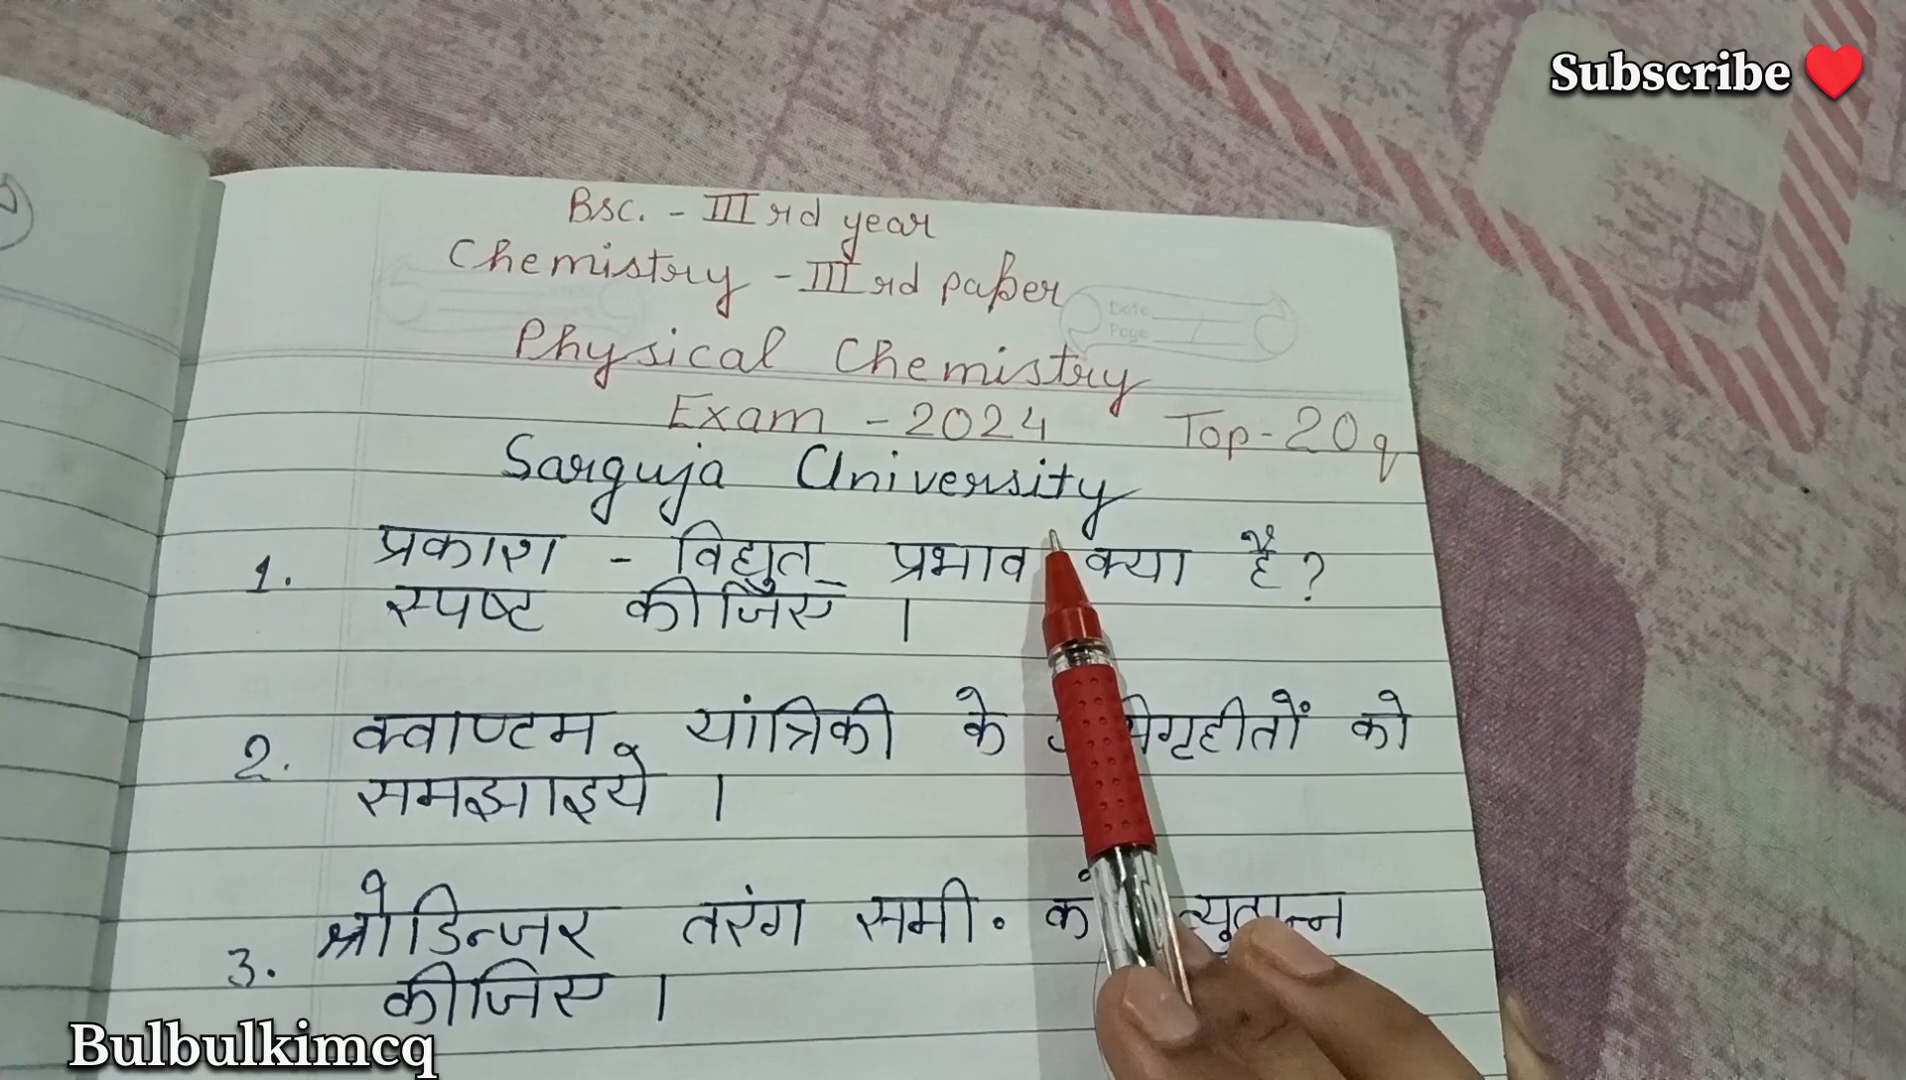 Subscribe ❤️
Bsc. - III rd year
Chemistry - III rd paper
Date
Page
Physical Chemistry
Exam - 2024 Top-20q
Sarguja University
1. प्रकाश - विद्युत प्रभाव क्या है?
स्पष्ट कीजिए ।
2. क्वाण्टम यांत्रिकी के को
समझाइये ।
3. श्रोडिन्जर तरंग समी.
कीजिए ।
Bulbulkimcq